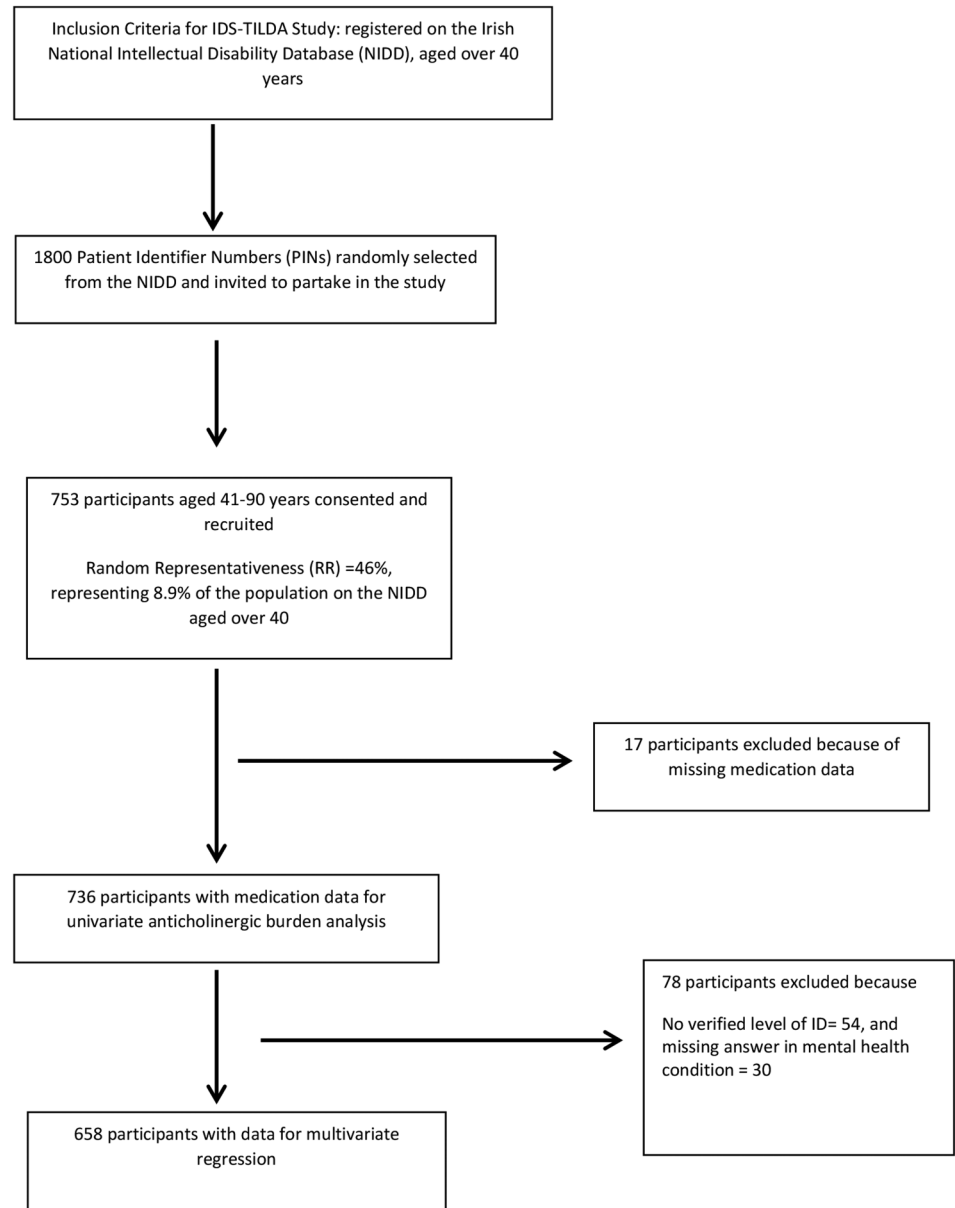 Inclusion Criteria for IDS-TILDA Study: registered on the Irish
National Intellectual Disability Database (NIDD), aged over 40
years
1800 Patient Identifier Numbers (PINs) randomly selected
from the NIDD and invited to partake in the study
753 participants aged 41-90 years consented and
recruited
Random Representativeness (RR) =46%,
representing 8.9% of the population on the NIDD
aged over 40
17 participants excluded because of
missing medication data
736 participants with medication data for
univariate anticholinergic burden analysis
78 participants excluded because
No verified level of ID= 54, and
missing answer in mental health
condition = 30
658 participants with data for multivariate
regression